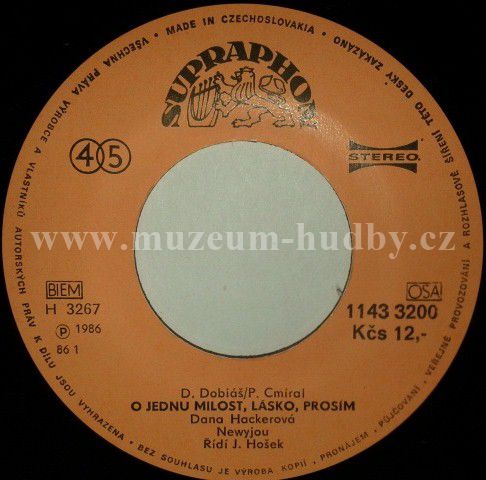 MADE IN CZECHOSLOVAKIA • VŠECHNA PRÁVA VÝROBCE A VLASTNÍKŮ AUTORSKÝCH PRÁV K DÍLU JSOU VYHRAZENA • BEZ SOUHLASU JE VÝROBA KOPIÍ, PRONÁJEM, PŮJČOVÁNÍ, VEŘEJNÉ PROVOZOVÁNÍ A ROZHLASOVÉ ŠÍŘENÍ TÉTO DESKY ZAKÁZÁNO •
SUPRAPHON
45
STEREO
www.muzeum-hudby.cz
BIEM
OSA
H 3267
1143 3200
Ⓟ 1986
Kčs 12,-
86 1
D. Dobiáš/P. Cmíral
O JEDNU MILOST, LÁSKO, PROSÍM
Dana Hackerová
Newyjou
Řídí J. Hošek